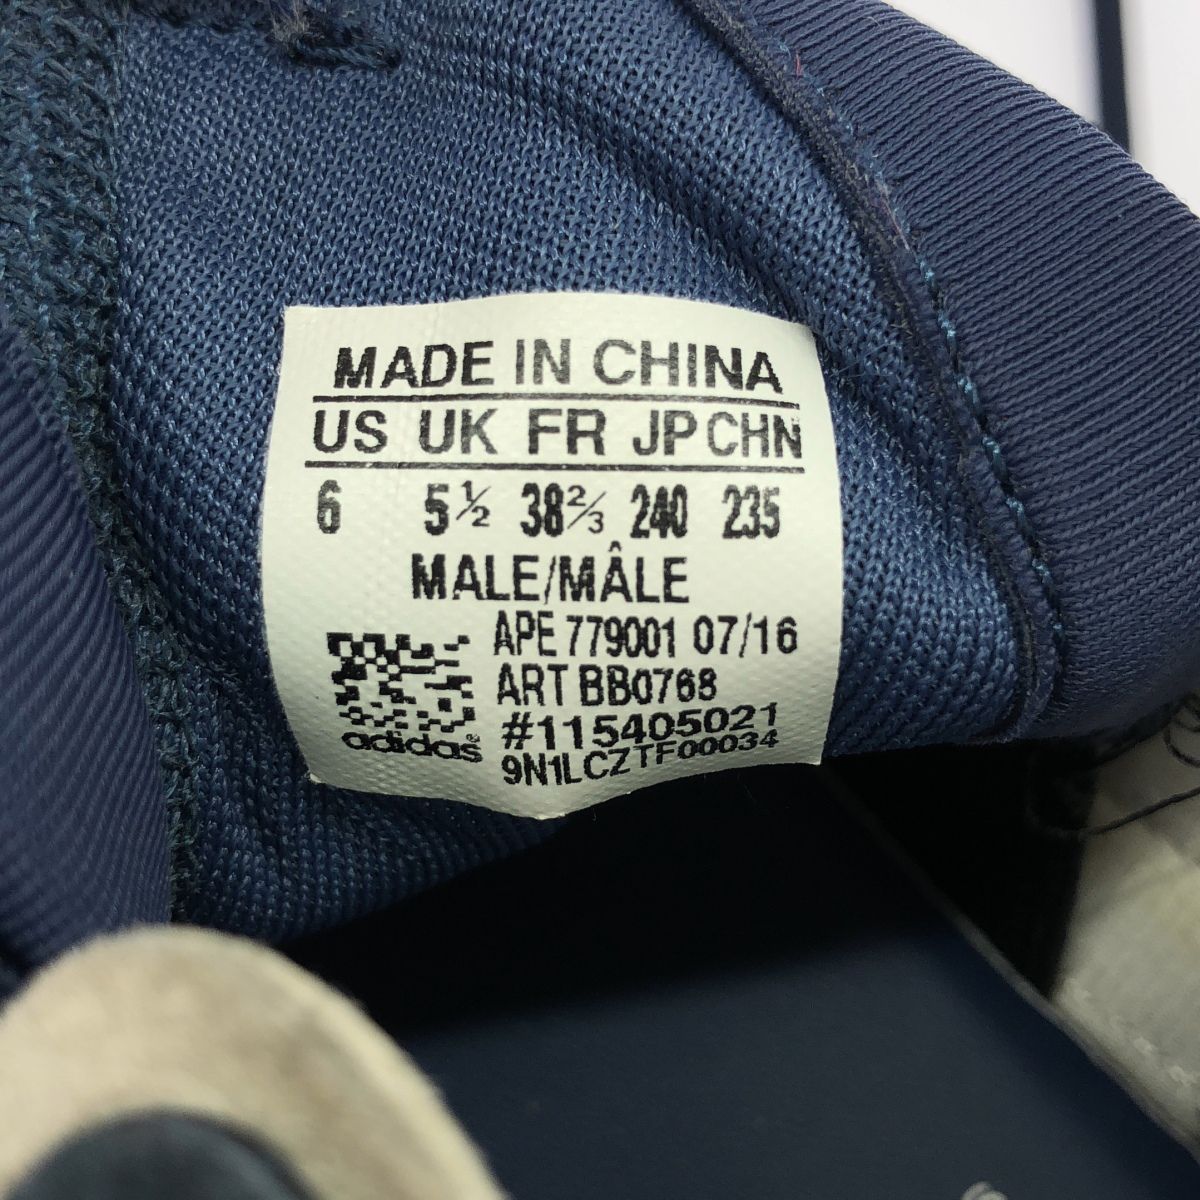 MADE IN CHINA
US UK FR JP CHN
6 5½ 38⅔ 240 235
MALE/MÂLE
APE 779001 07/16
ART BB0768
#115405021
adidas®
9N1LCZTF00034